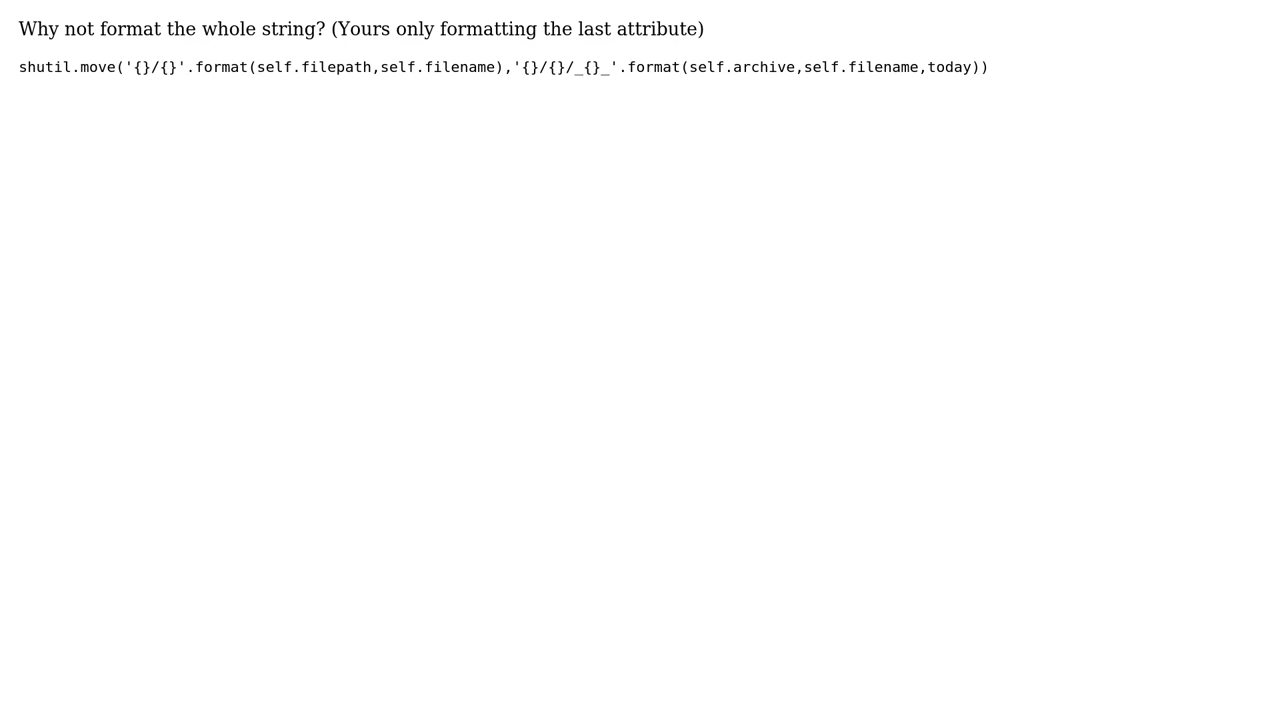 Why not format the whole string? (Yours only formatting the last attribute)
shutil.move('{}/{}'.format(self.filepath,self.filename),'{}/{}/_{}_'.format(self.archive,self.filename,today))